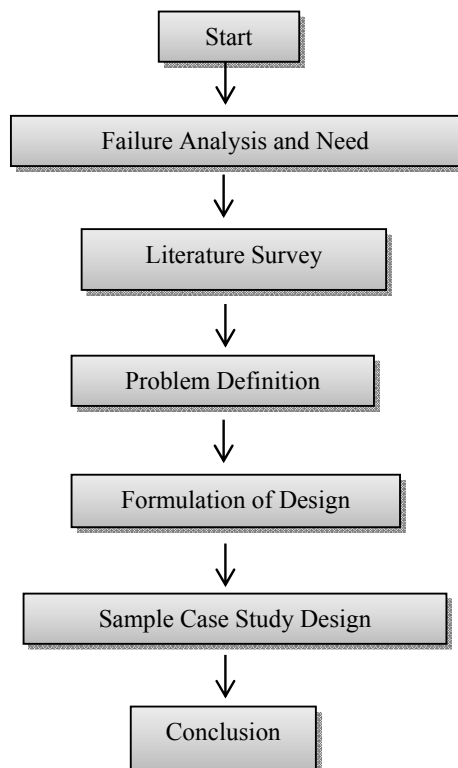 Start
Failure Analysis and Need
Literature Survey
Problem Definition
Formulation of Design
Sample Case Study Design
Conclusion